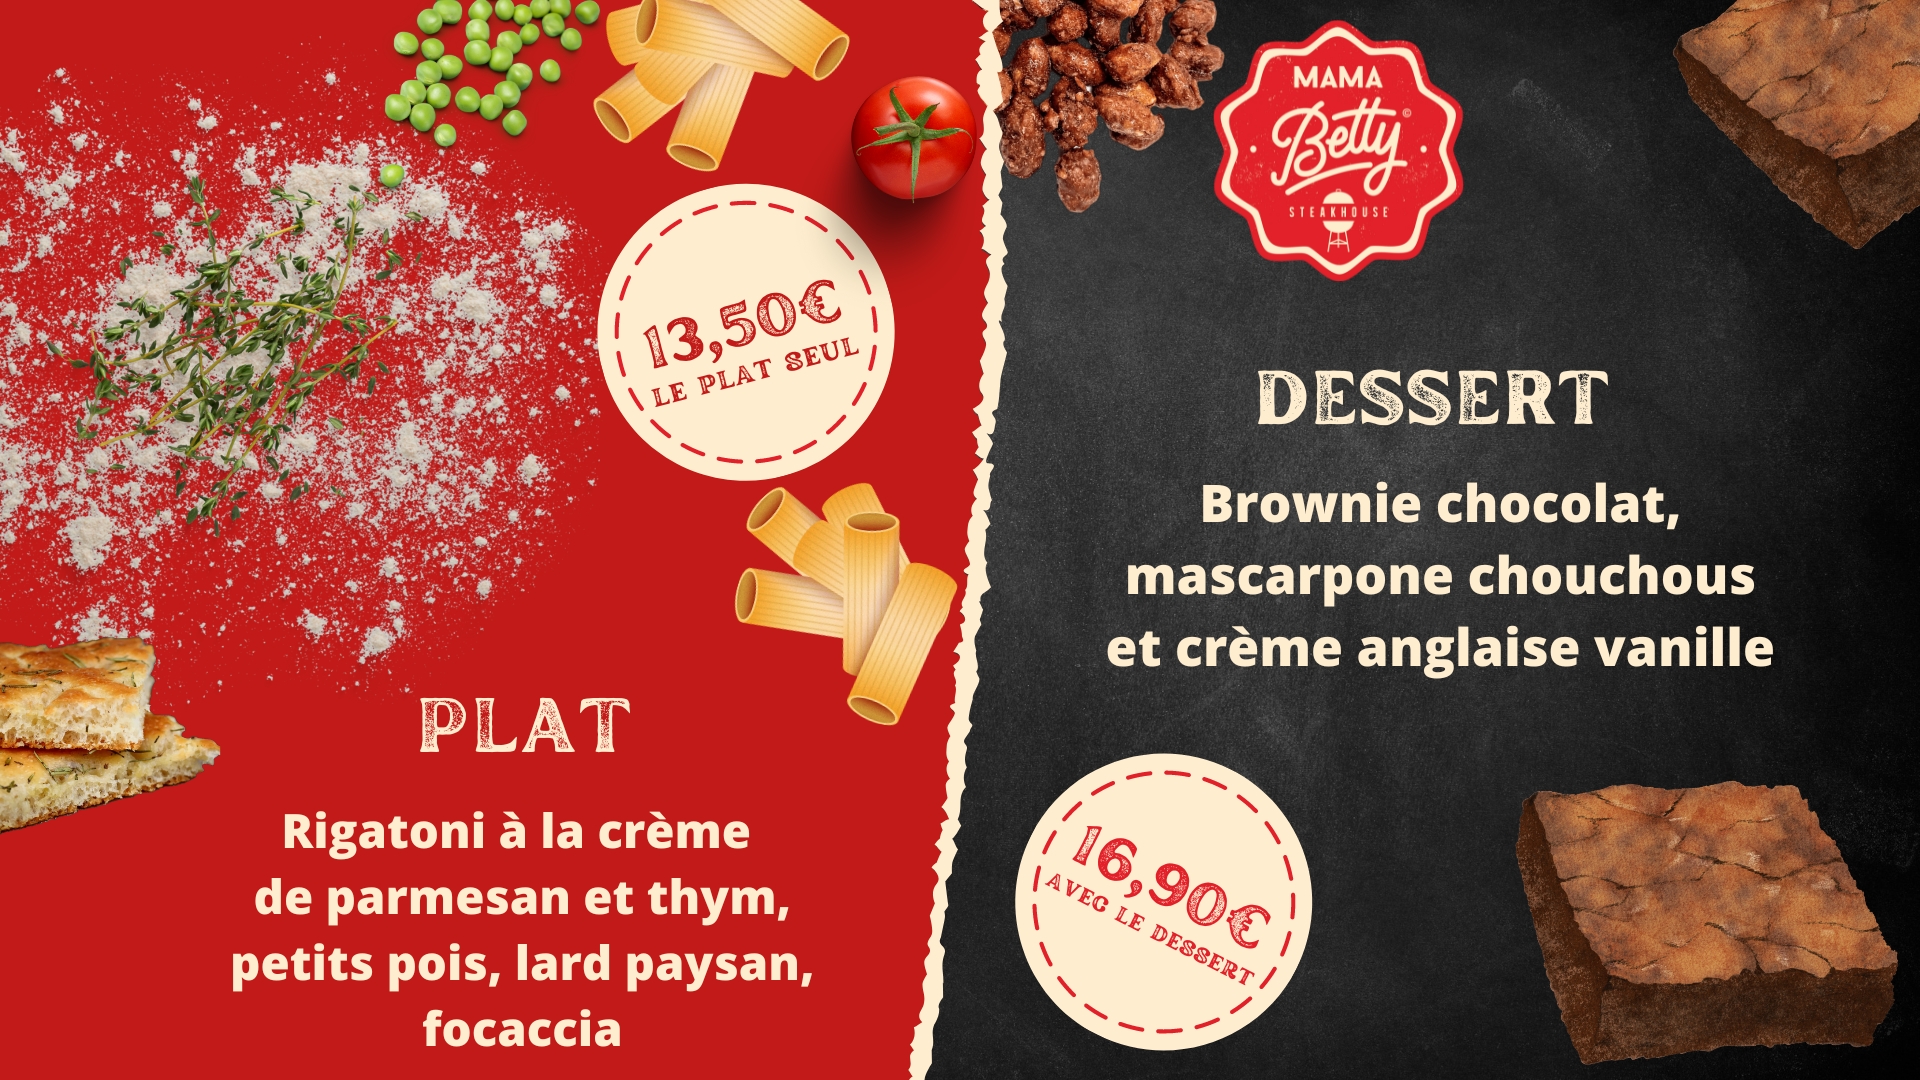 13,50€
LE PLAT SEUL
PLAT
Rigatoni à la crème
de parmesan et thym,
petits pois, lard paysan,
focaccia
MAMA
Betty©
STEAKHOUSE
DESSERT
Brownie chocolat,
mascarpone chouchous
et crème anglaise vanille
16,90€
AVEC LE DESSERT